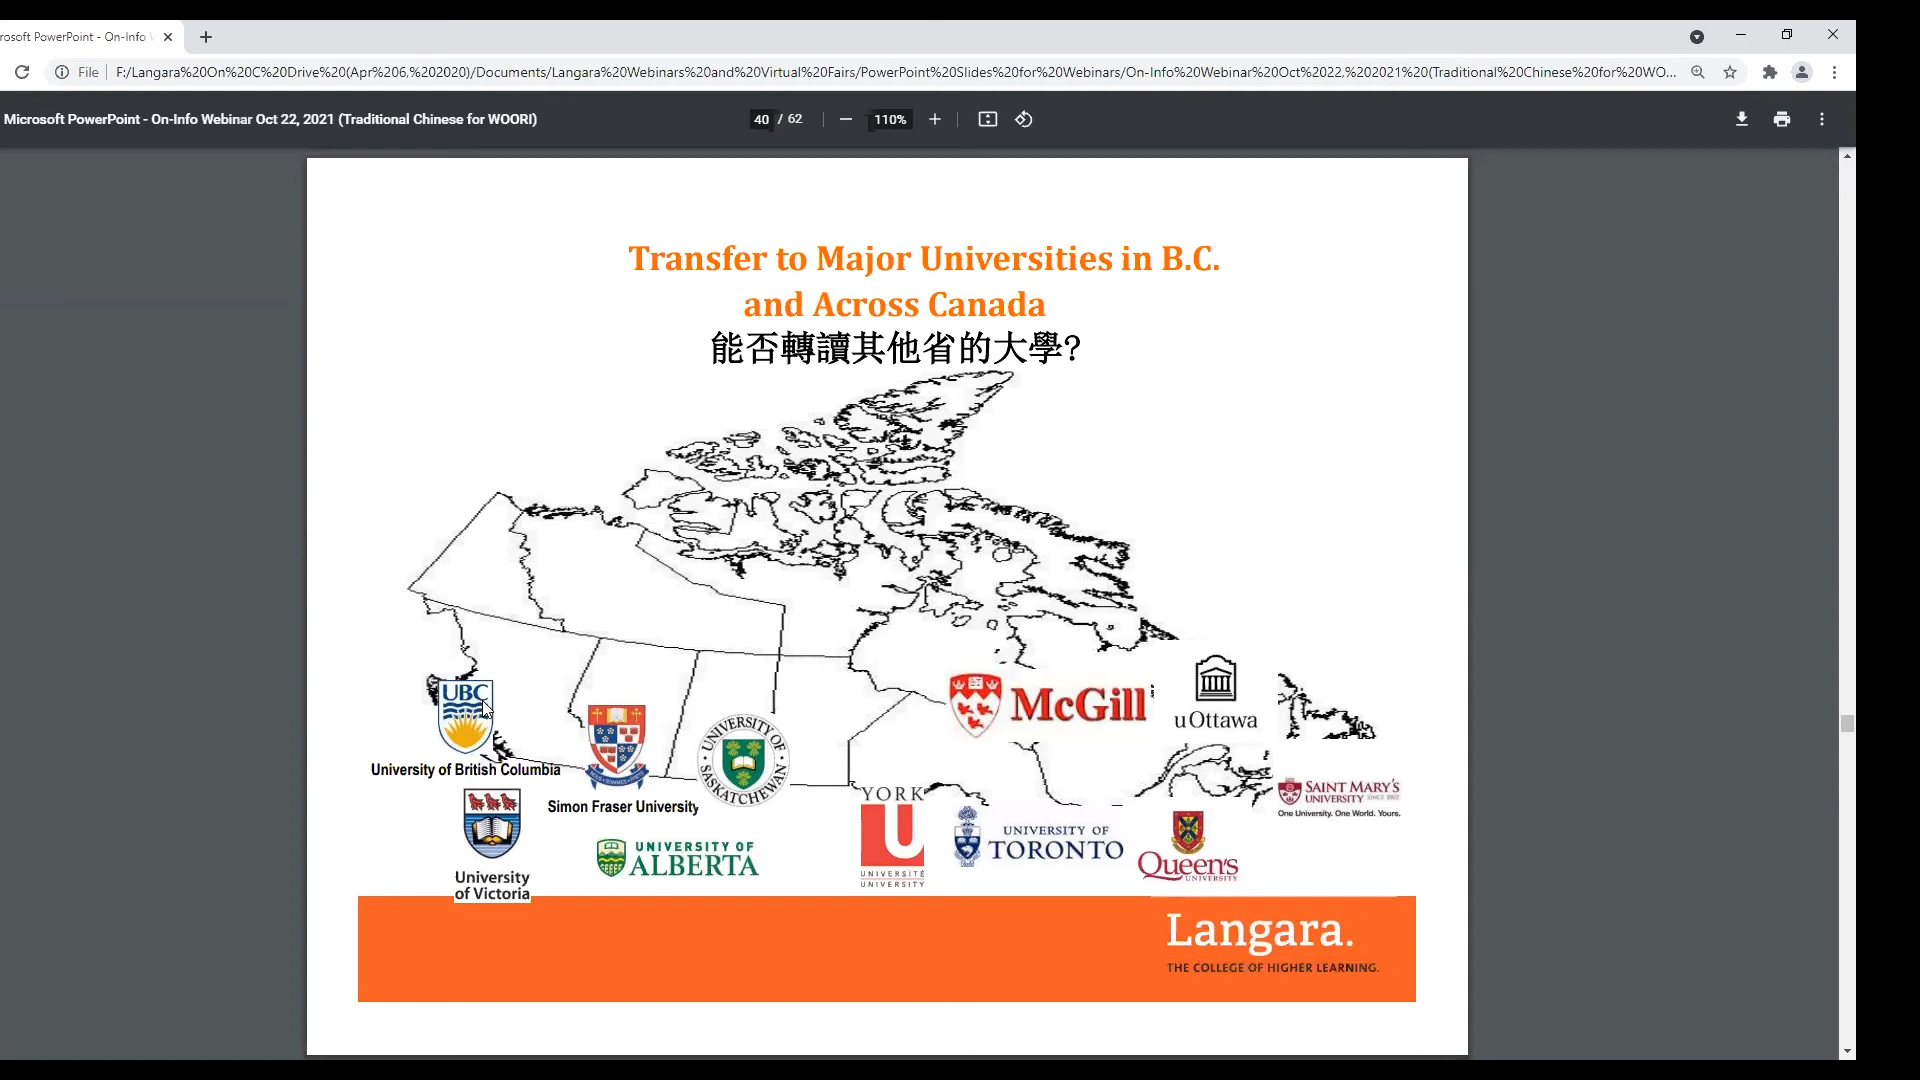 rosoft PowerPoint - On-Info
File
F:/Langara%20On%20C%20Drive%20(Apr%206,%202020)/Documents/Langara%20Webinars%20and%20Virtual%20Fairs/PowerPoint%20Slides%20for%20Webinars/On-Info%20Webinar%20Oct%2022,%202021%20(Traditional%20Chinese%20for%20WO...
Microsoft PowerPoint - On-Info Webinar Oct 22, 2021 (Traditional Chinese for WOORI)
40 / 62
110%
Transfer to Major Universities in B.C.
and Across Canada
能否轉讀其他省的大學?
UBC
University of British Columbia
University
of Victoria
Simon Fraser University
UNIVERSITY OF SASKATCHEWAN
UNIVERSITY OF
ALBERTA
McGill
uOttawa
YORK
U
UNIVERSITÉ
UNIVERSITY
UNIVERSITY OF
TORONTO
Queen's
UNIVERSITY
SAINT MARY'S
UNIVERSITY SINCE 1802
One University. One World. Yours.
Langara.
THE COLLEGE OF HIGHER LEARNING.